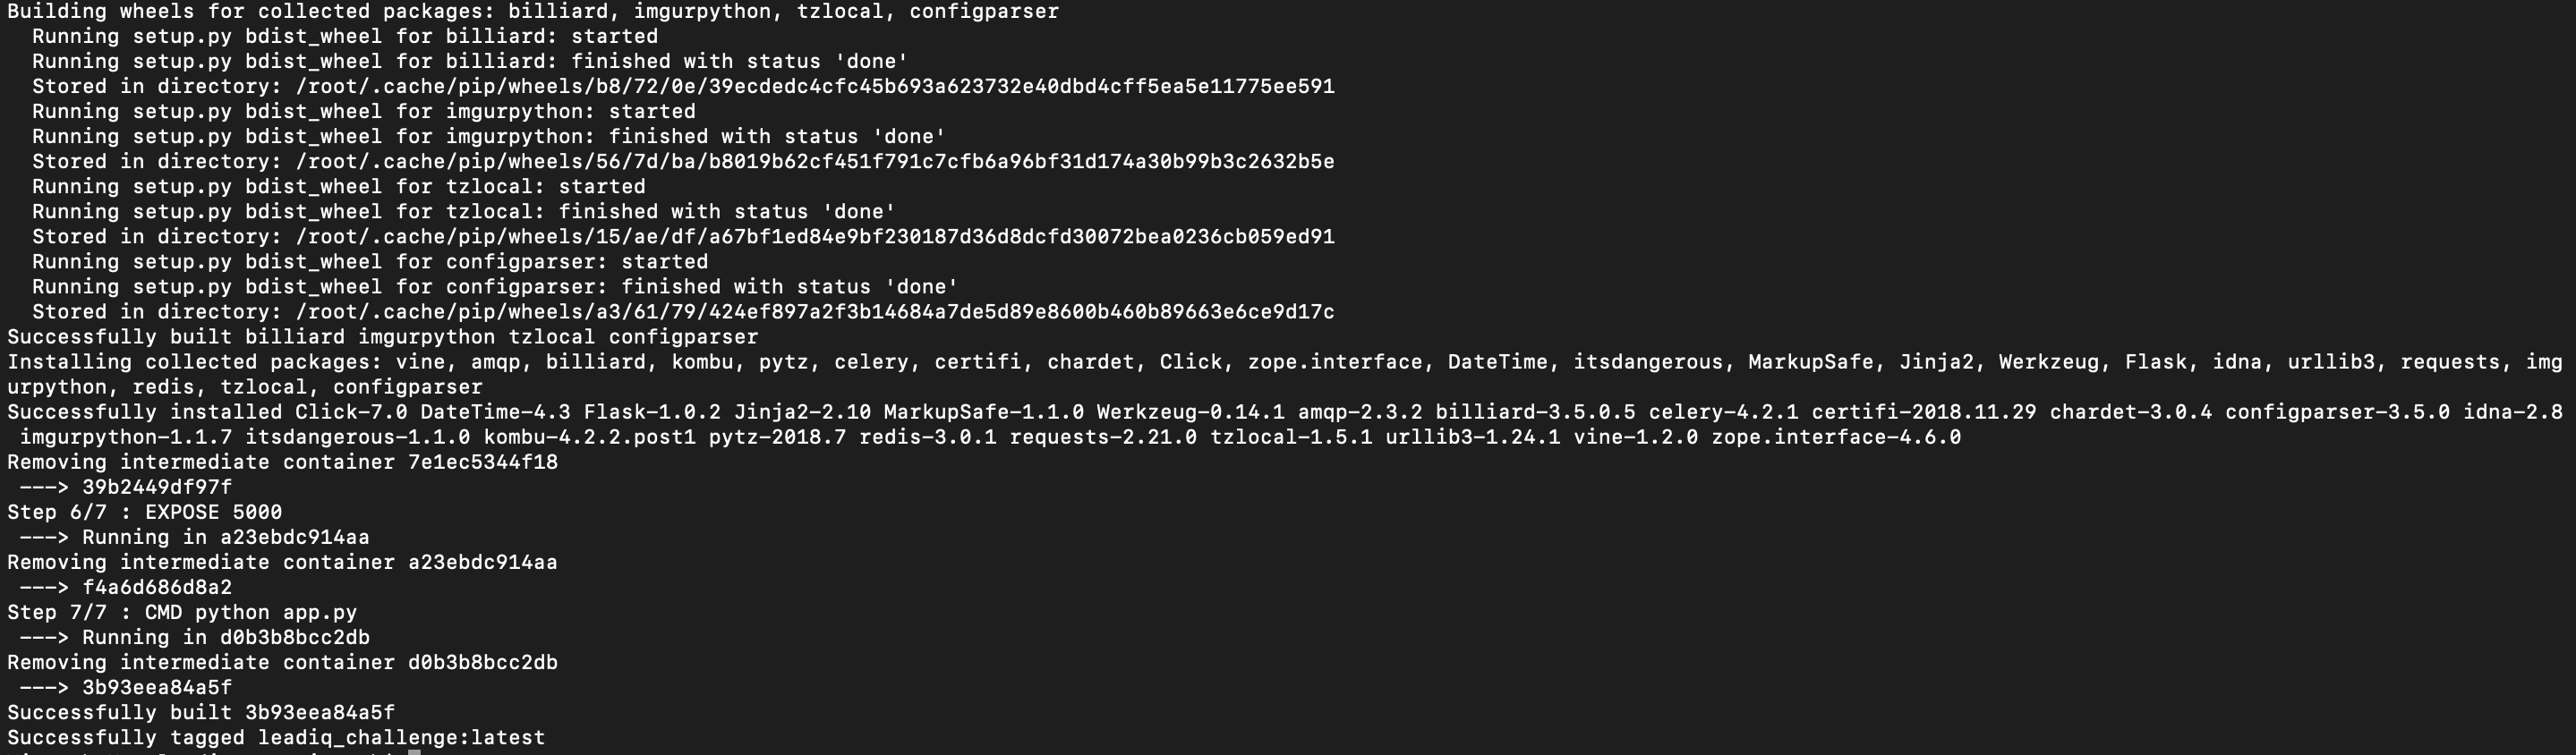 Building wheels for collected packages: billiard, imgurpython, tzlocal, configparser
  Running setup.py bdist_wheel for billiard: started
  Running setup.py bdist_wheel for billiard: finished with status 'done'
  Stored in directory: /root/.cache/pip/wheels/b8/72/0e/39ecdedc4cfc45b693a623732e40dbd4cff5ea5e11775ee591
  Running setup.py bdist_wheel for imgurpython: started
  Running setup.py bdist_wheel for imgurpython: finished with status 'done'
  Stored in directory: /root/.cache/pip/wheels/56/7d/ba/b8019b62cf451f791c7cfb6a96bf31d174a30b99b3c2632b5e
  Running setup.py bdist_wheel for tzlocal: started
  Running setup.py bdist_wheel for tzlocal: finished with status 'done'
  Stored in directory: /root/.cache/pip/wheels/15/ae/df/a67bf1ed84e9bf230187d36d8dcfd30072bea0236cb059ed91
  Running setup.py bdist_wheel for configparser: started
  Running setup.py bdist_wheel for configparser: finished with status 'done'
  Stored in directory: /root/.cache/pip/wheels/a3/61/79/424ef897a2f3b14684a7de5d89e8600b460b89663e6ce9d17c
Successfully built billiard imgurpython tzlocal configparser
Installing collected packages: vine, amqp, billiard, kombu, pytz, celery, certifi, chardet, Click, zope.interface, DateTime, itsdangerous, MarkupSafe, Jinja2, Werkzeug, Flask, idna, urllib3, requests, img
urpython, redis, tzlocal, configparser
Successfully installed Click-7.0 DateTime-4.3 Flask-1.0.2 Jinja2-2.10 MarkupSafe-1.1.0 Werkzeug-0.14.1 amqp-2.3.2 billiard-3.5.0.5 celery-4.2.1 certifi-2018.11.29 chardet-3.0.4 configparser-3.5.0 idna-2.8
 imgurpython-1.1.7 itsdangerous-1.1.0 kombu-4.2.2.post1 pytz-2018.7 redis-3.0.1 requests-2.21.0 tzlocal-1.5.1 urllib3-1.24.1 vine-1.2.0 zope.interface-4.6.0
Removing intermediate container 7e1ec5344f18
 ---> 39b2449df97f
Step 6/7 : EXPOSE 5000
 ---> Running in a23ebdc914aa
Removing intermediate container a23ebdc914aa
 ---> f4a6d686d8a2
Step 7/7 : CMD python app.py
 ---> Running in d0b3b8bcc2db
Removing intermediate container d0b3b8bcc2db
 ---> 3b93eea84a5f
Successfully built 3b93eea84a5f
Successfully tagged leadiq_challenge:latest